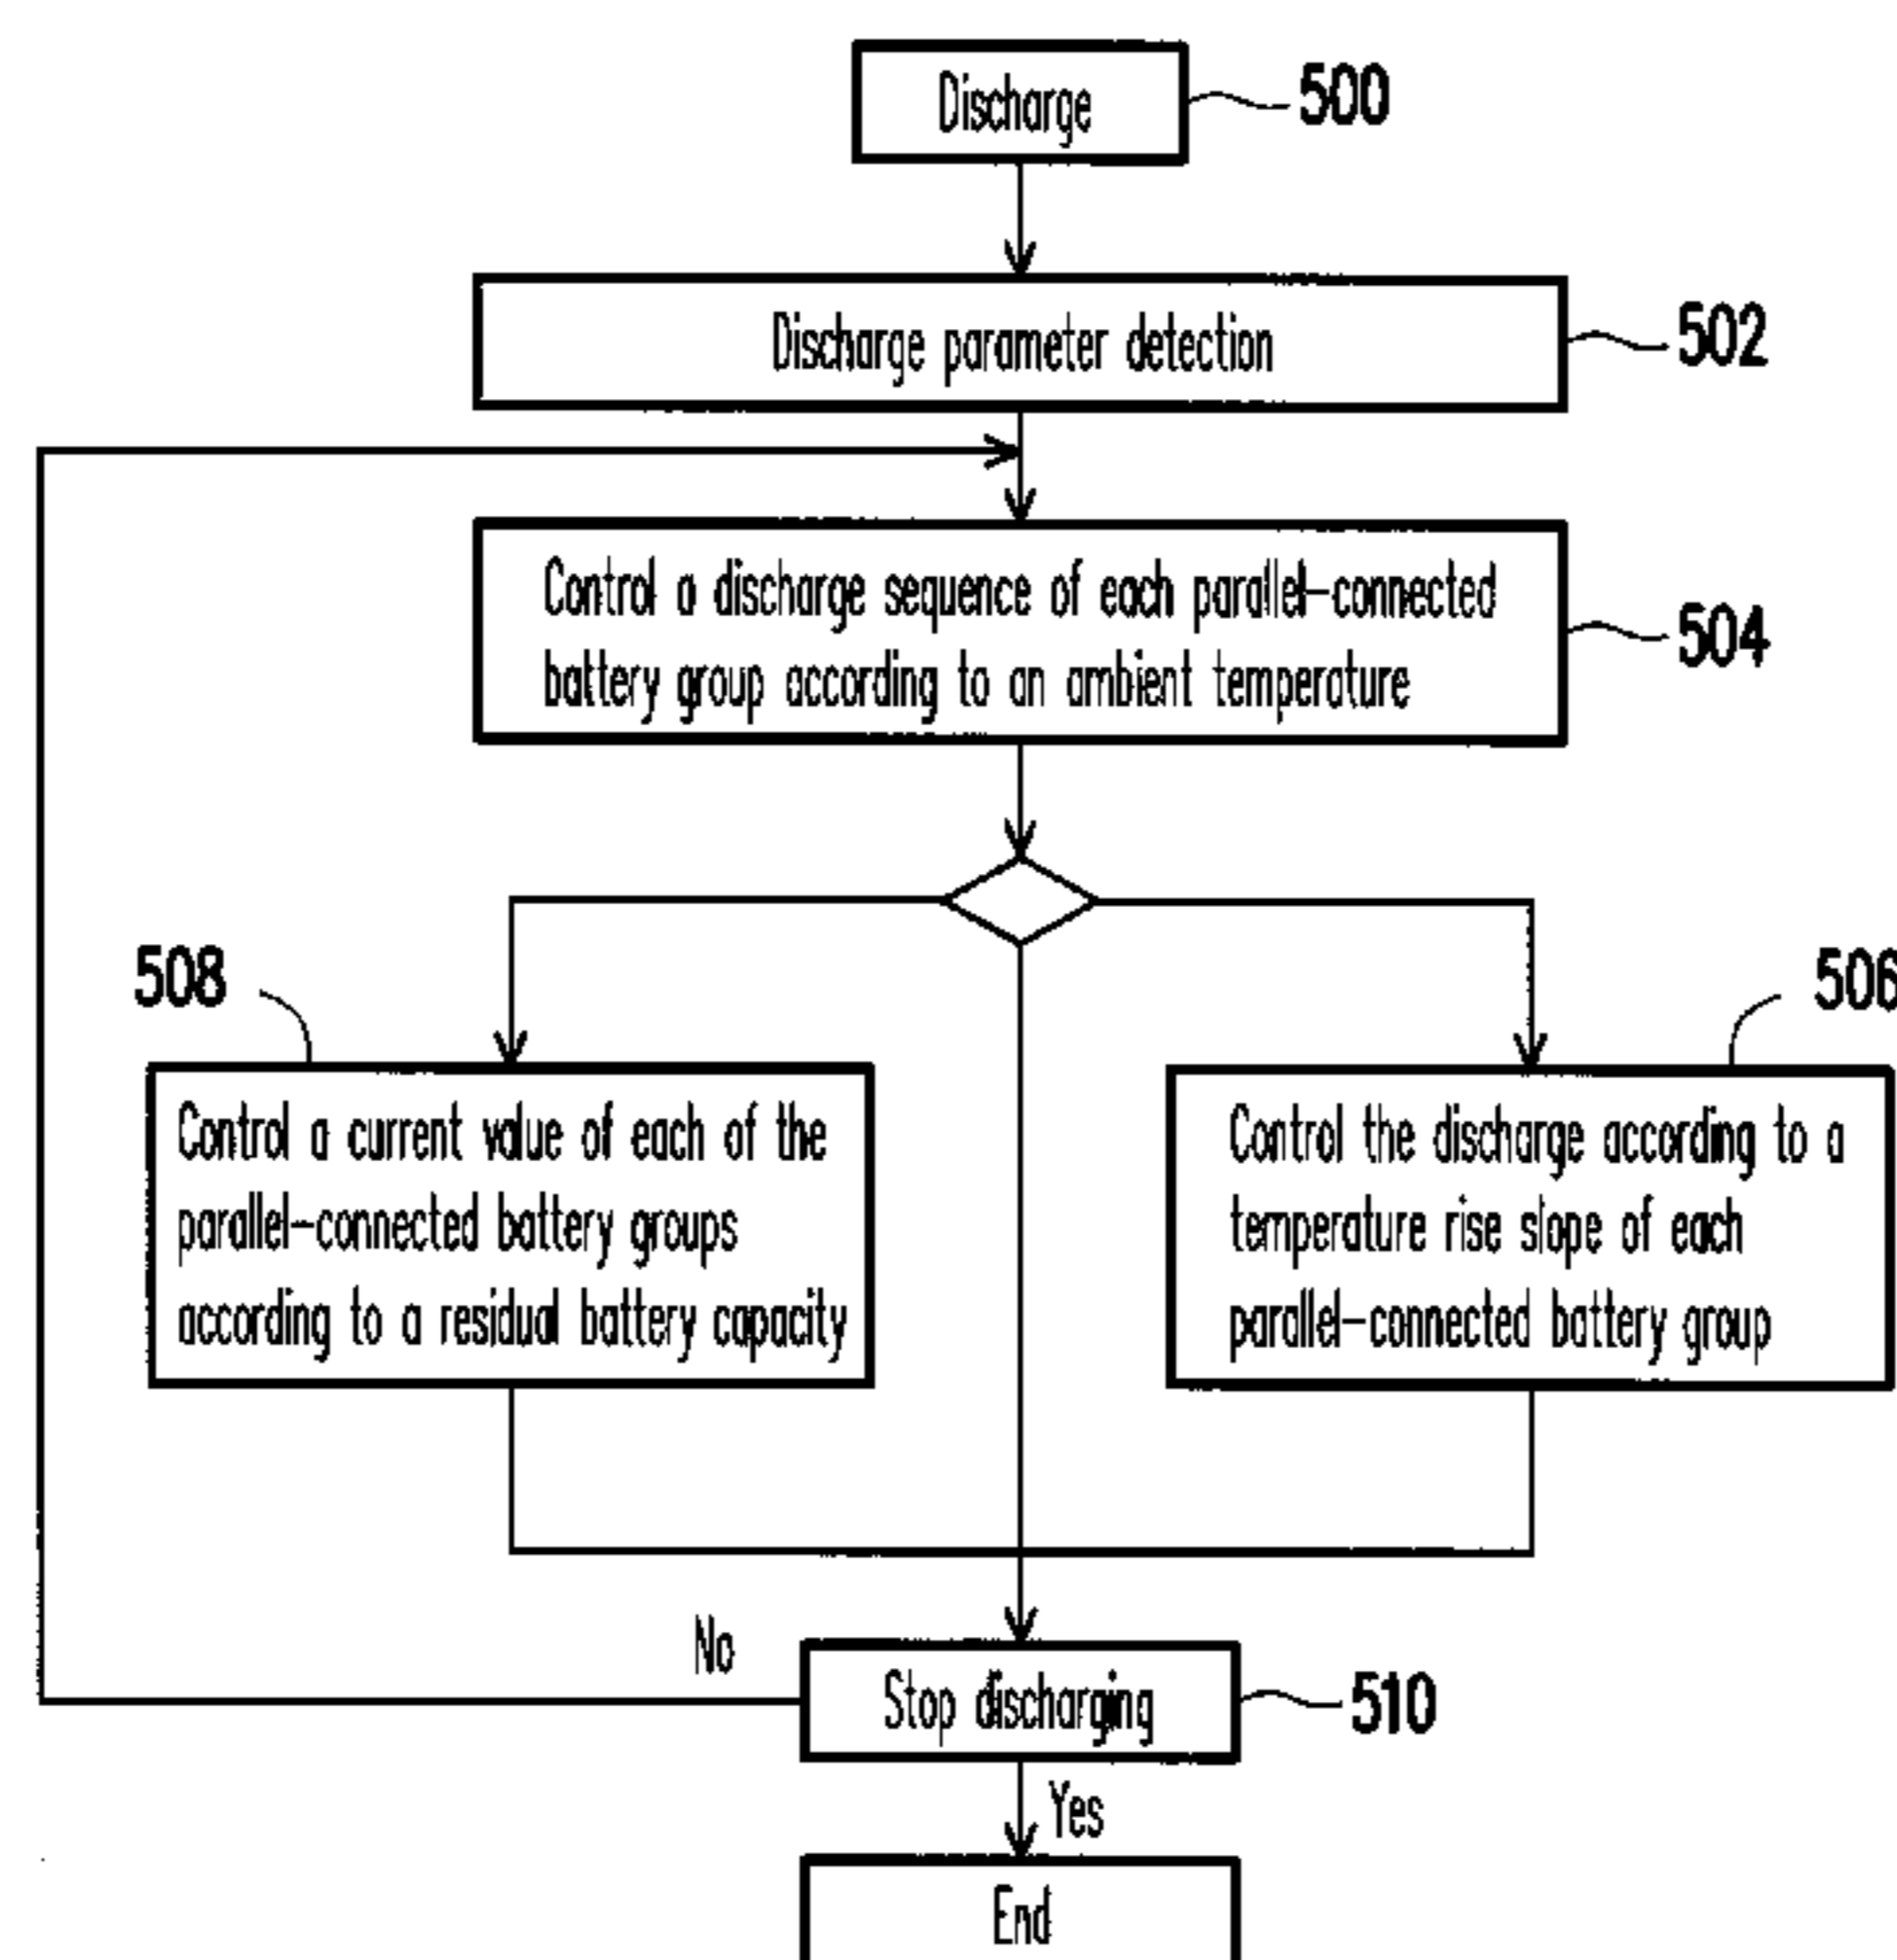 Discharge
500
Discharge parameter detection
502
Control a discharge sequence of each parallel-connected
battery group according to an ambient temperature
504
508
506
Control a current value of each of the
parallel-connected battery groups
according to a residual battery capacity
Control the discharge according to a
temperature rise slope of each
parallel-connected battery group
No
Stop discharging
510
Yes
End